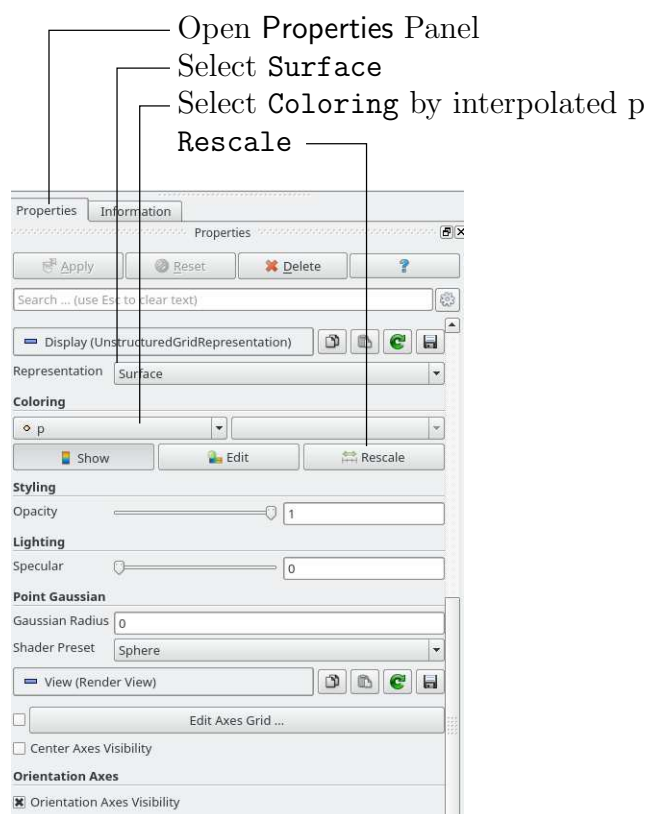 Open Properties Panel
Select Surface
Select Coloring by interpolated p
Rescale
Properties Information
Properties
Apply Reset Delete ?
Search ... (use Esc to clear text)
Display (UnstructuredGridRepresentation)
Representation Surface
Coloring
p
Show Edit Rescale
Styling
Opacity 1
Lighting
Specular 0
Point Gaussian
Gaussian Radius 0
Shader Preset Sphere
View (Render View)
Edit Axes Grid ...
Center Axes Visibility
Orientation Axes
Orientation Axes Visibility